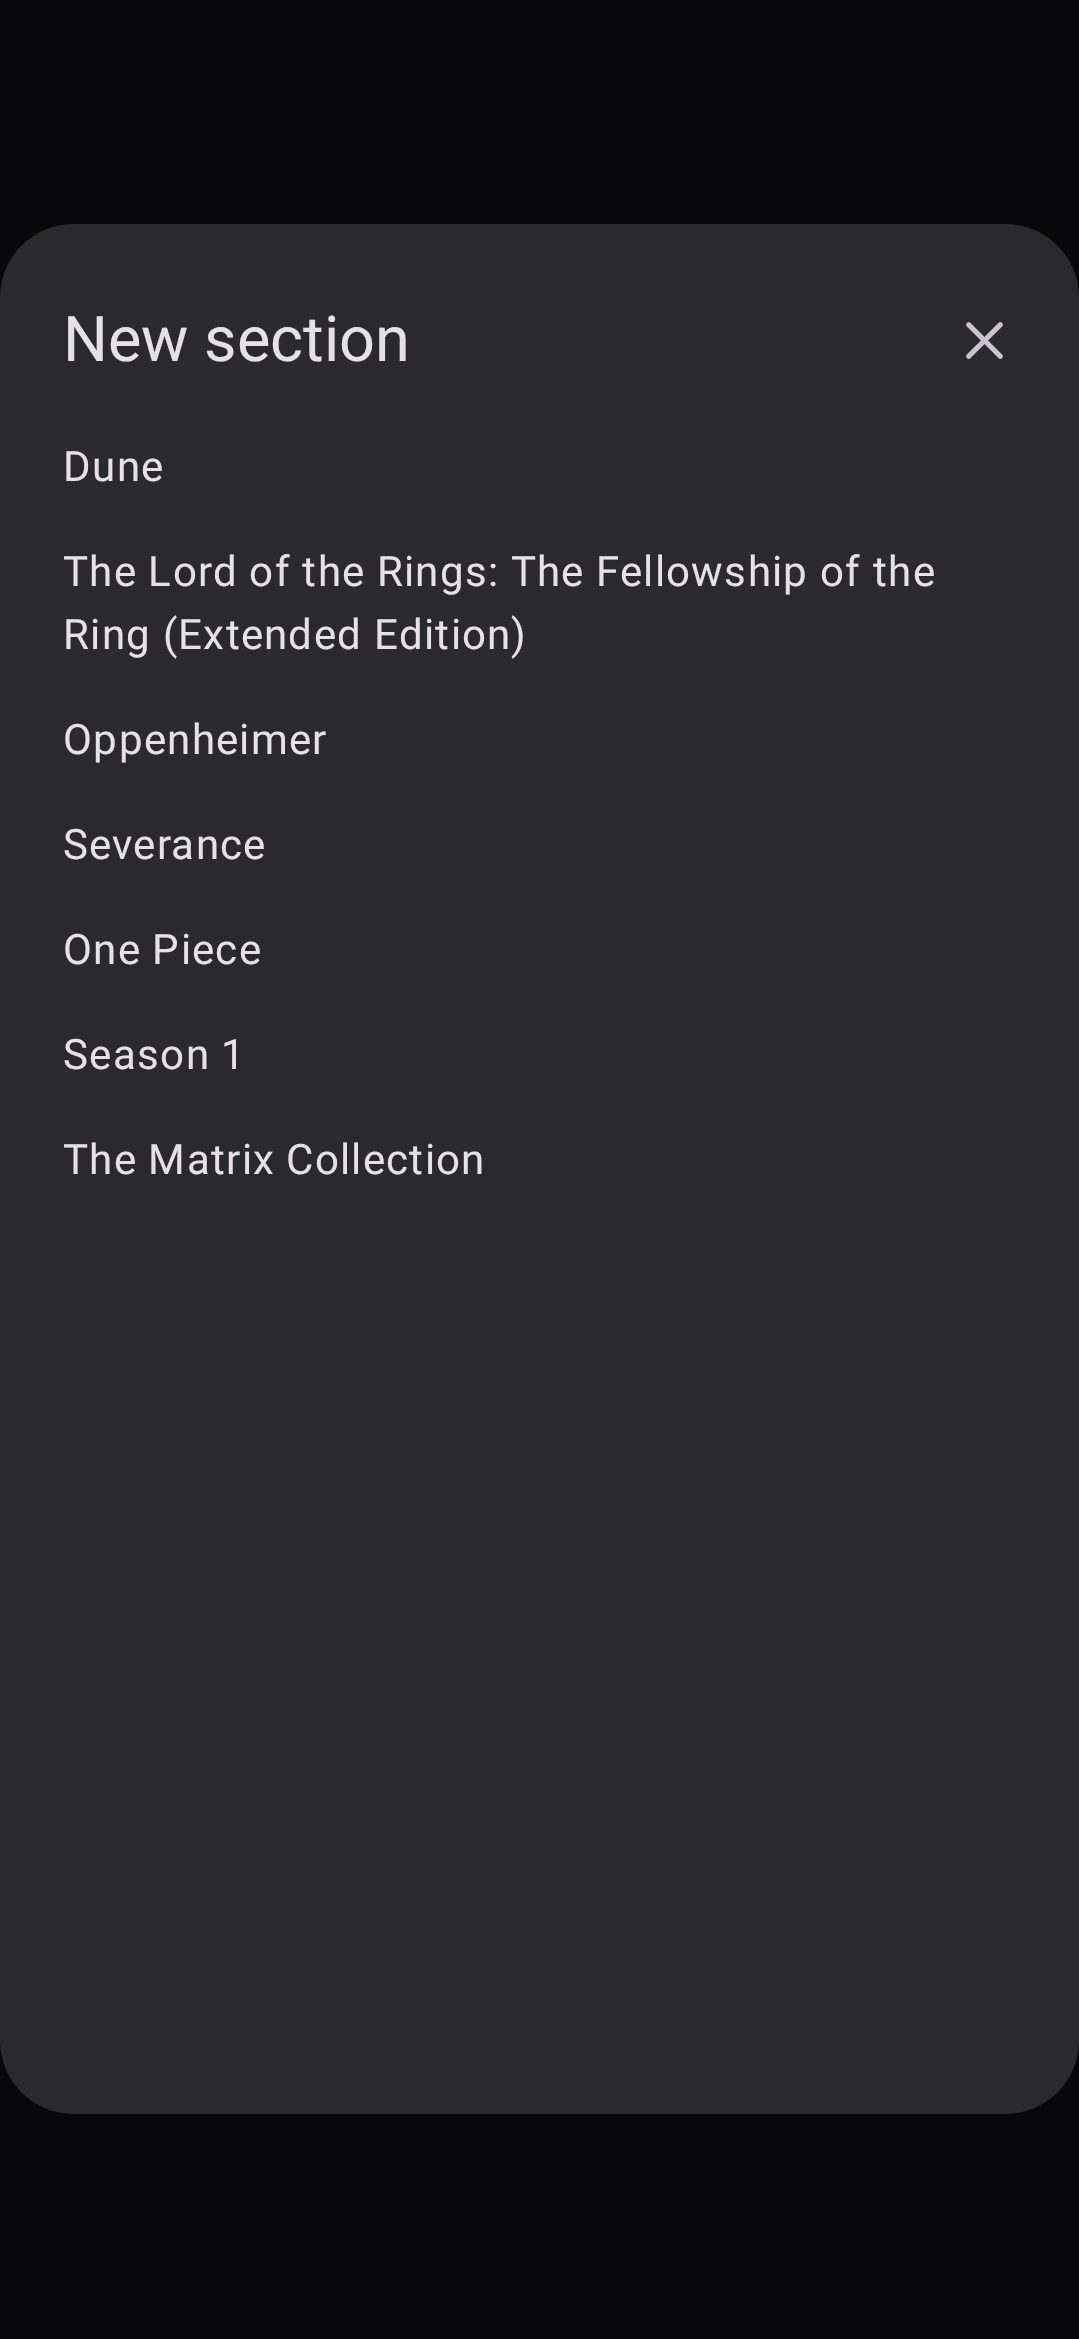 New section
Dune
The Lord of the Rings: The Fellowship of the
Ring (Extended Edition)
Oppenheimer
Severance
One Piece
Season 1
The Matrix Collection